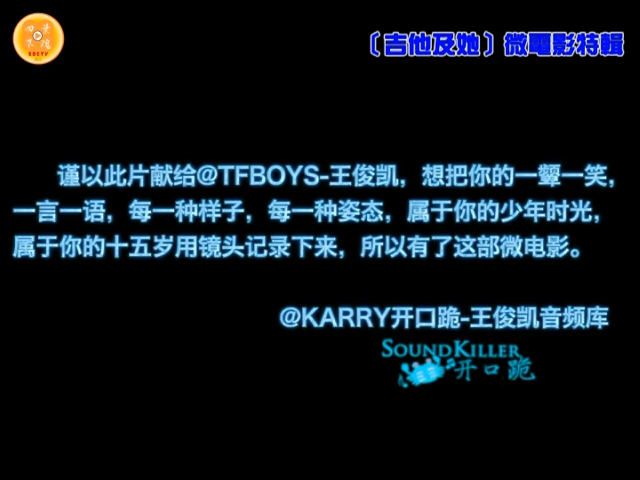 〔吉他及她〕微電影特輯
谨以此片献给@TFBOYS-王俊凯，想把你的一颦一笑，
一言一语，每一种样子，每一种姿态，属于你的少年时光，
属于你的十五岁用镜头记录下来，所以有了这部微电影。
@KARRY开口跪-王俊凯音频库
SOUNDKILLER
开口跪